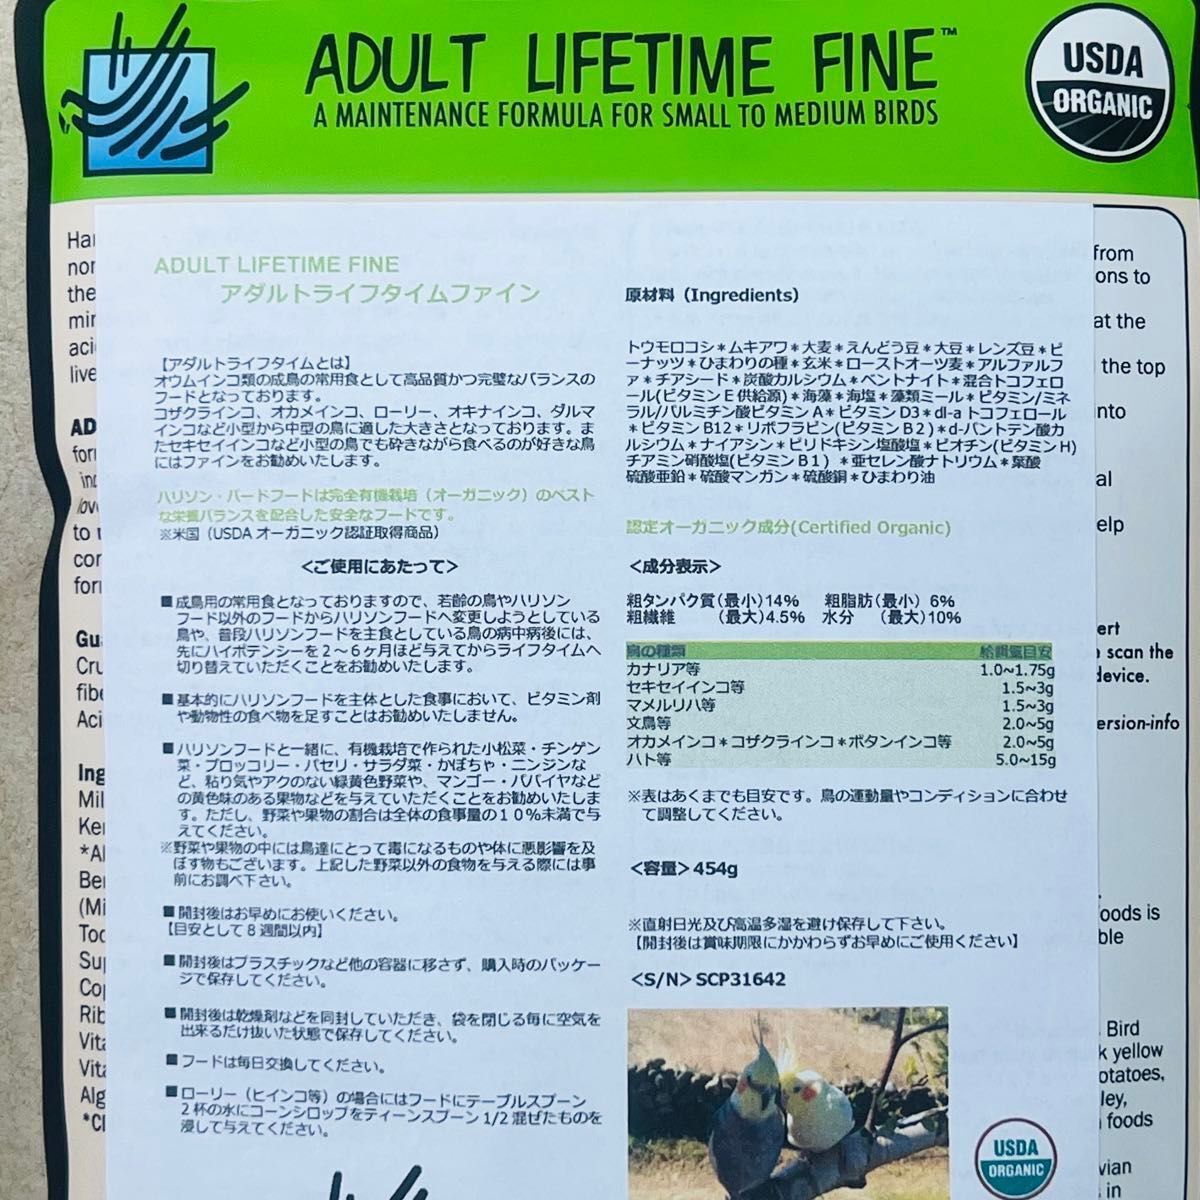 ADULT LIFETIME FINE™
A MAINTENANCE FORMULA FOR SMALL TO MEDIUM BIRDS
USDA
ORGANIC
ADULT LIFETIME FINE
アダルトライフタイムファイン
【アダルトライフタイムとは】
オウムインコ類の成鳥の常用食として高品質かつ完璧なバランスの
フードとなっております。
コザクラインコ、オカメインコ、ローリー、オキナインコ、ダルマ
インコなど小型から中型の鳥に適した大きさとなっております。ま
たセキセイインコなど小型の鳥でも砕きながら食べるのが好きな鳥
にはファインをお勧めいたします。
ハリソン・バードフードは完全有機栽培（オーガニック）のベスト
な栄養バランスを配合した安全なフードです。
※米国（USDA オーガニック認証取得商品）
<ご使用にあたって>
■成鳥用の常用食となっておりますので、若齢の鳥やハリソン
フード以外のフードからハリソンフードへ変更しようとしている
鳥や、普段ハリソンフードを主食としている鳥の病中病後には、
先にハイポテンシーを２～６ヶ月ほど与えてからライフタイムへ
切り替えていただくことをお勧めいたします。
■基本的にハリソンフードを主体とした食事において、ビタミン剤
や動物性の食べ物を足すことはお勧めいたしません。
■ハリソンフードと一緒に、有機栽培で作られた小松菜・チンゲン
菜・ブロッコリー・パセリ・サラダ菜・かぼちゃ・ニンジンな
ど、粘り気やアクのない緑黄色野菜や、マンゴー・パパイヤなど
の黄色味のある果物などを与えていただくことをお勧めいたしま
す。ただし、野菜や果物の割合は全体の食事量の１０％未満で与
えてください。
※野菜や果物の中には鳥達にとって毒になるものや体に悪影響を及
ぼす物もございます。上記した野菜以外の食物を与える際には事
前にお調べ下さい。
■開封後はお早めにお使いください。
【目安として８週間以内】
■開封後はプラスチックなど他の容器に移さず、購入時のパッケー
ジで保存してください。
■開封後は乾燥剤などを同封していただき、袋を閉じる毎に空気を
出来るだけ抜いた状態で保存してください。
■フードは毎日交換してください。
■ローリー（ヒインコ等）の場合にはフードにテーブルスプーン
２杯の水にコーンシロップをティーンスプーン 1/2 混ぜたものを
浸して与えてください。
原材料（Ingredients）
トウモロコシ＊ムキアワ＊大麦＊えんどう豆＊大豆＊レンズ豆＊ピ
ーナッツ＊ひまわりの種＊玄米＊ローストオーツ麦＊アルファルフ
ァ＊チアシード＊炭酸カルシウム＊ベントナイト＊混合トコフェロ
ール(ビタミンＥ供給源)＊海藻＊海塩＊藻類ミール＊ビタミン/ミネ
ラル/パルミチン酸ビタミンＡ＊ビタミン D3＊dl-a トコフェロール
＊ビタミン B12＊リボフラビン(ビタミンＢ２)＊d-パントテン酸カ
ルシウム＊ナイアシン＊ピリドキシン塩酸塩＊ビオチン(ビタミンＨ)
チアミン硝酸塩(ビタミンＢ1）＊亜セレン酸ナトリウム＊葉酸
硫酸亜鉛＊硫酸マンガン＊硫酸銅＊ひまわり油
認定オーガニック成分(Certified Organic)
<成分表示>
粗タンパク質(最小)14%　粗脂肪(最小) 6%
粗繊維　（最大)4.5%　水分　(最大)10%
鳥の種類　給餌量目安
カナリア等　1.0~1.75g
セキセイインコ等　1.5~3g
マメルリハ等　1.5~3g
文鳥等　2.0~5g
オカメインコ＊コザクラインコ＊ボタンインコ等　2.0~5g
ハト等　5.0~15g
※表はあくまでも目安です。鳥の運動量やコンディションに合わせ
て調整してください。
<容量> 454g
※直射日光及び高温多湿を避け保存して下さい。
【開封後は賞味期限にかかわらずお早めにご使用ください】
<S/N> SCP31642
USDA
ORGANIC
from
ons to
at the
the top
scan the
device.
ersion-info
oods is
Bird
yellow
foods
in